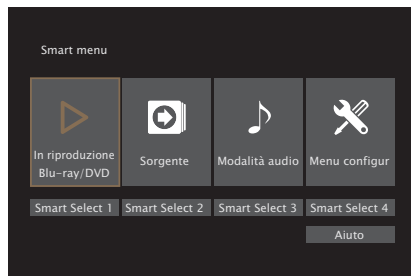 Smart menu
In riproduzione
Blu-ray/DVD
Sorgente
Modalità audio
Menu configur
Smart Select 1
Smart Select 2
Smart Select 3
Smart Select 4
Aiuto